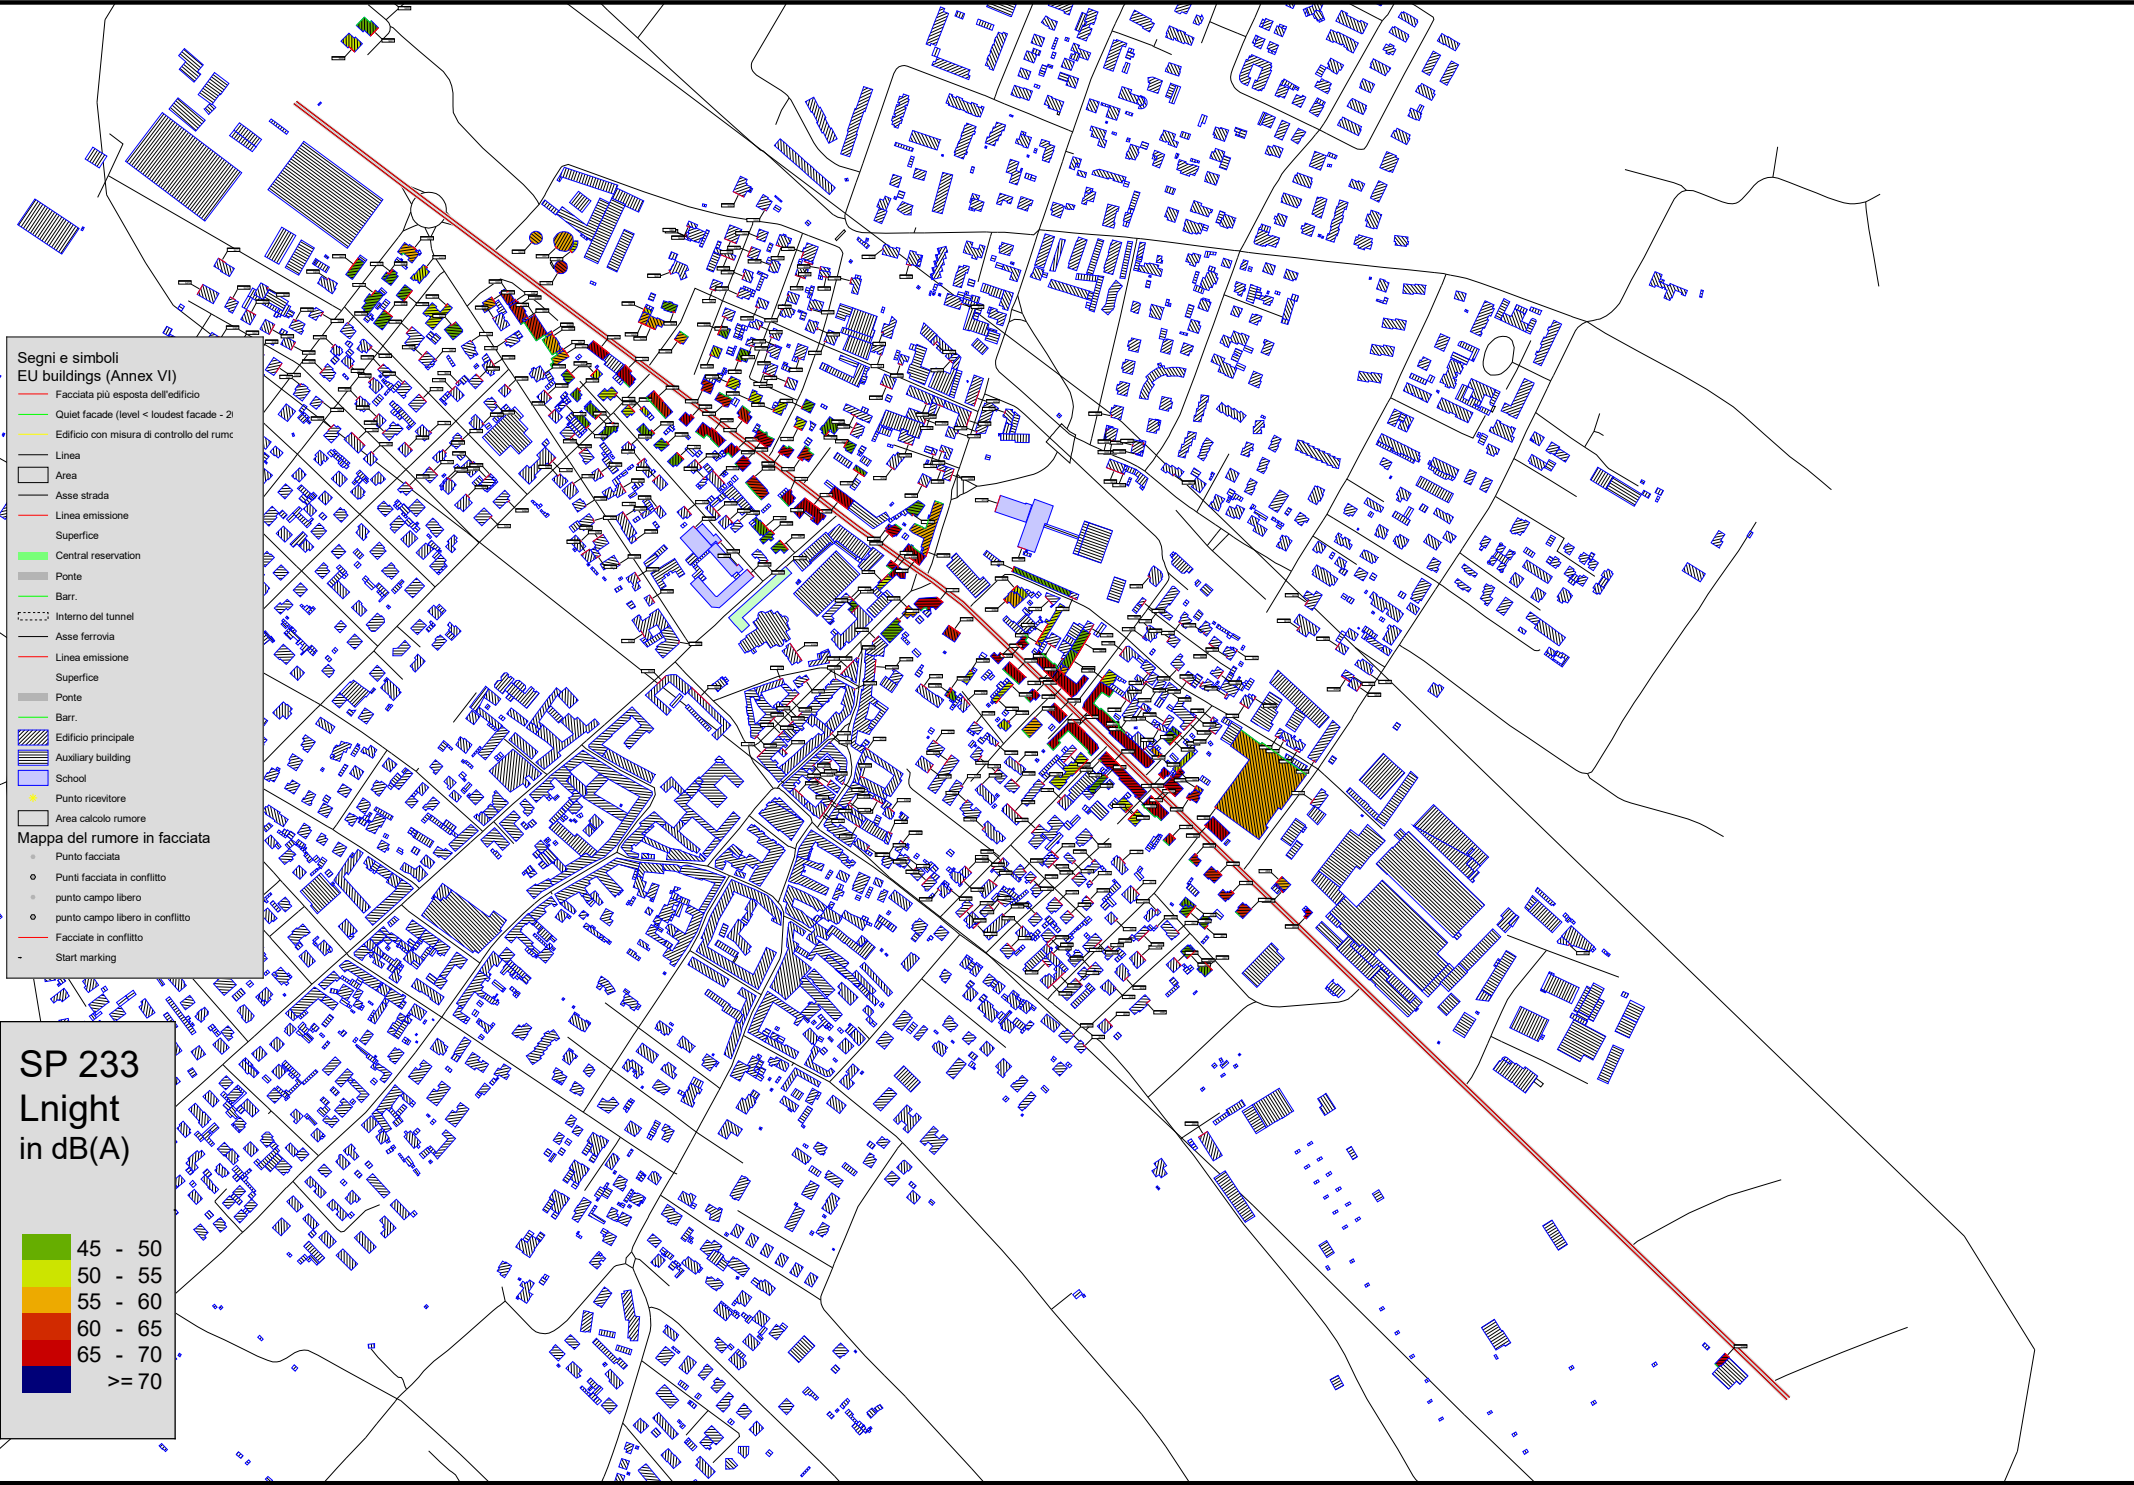 Segni e simboli
EU buildings (Annex VI)
Facciata più esposta dell'edificio
Quiet facade (level < loudest facade - 2
Edificio con misura di controllo del rum
Linea
Area
Asse strada
Linea emissione
Superfice
Central reservation
Ponte
Barr.
Interno del tunnel
Asse ferrovia
Linea emissione
Superfice
Ponte
Barr.
Edificio principale
Auxiliary building
School
Punto ricevitore
Area calcolo rumore
Mappa del rumore in facciata
Punto facciata
Punti facciata in conflitto
punto campo libero
punto campo libero in conflitto
Facciate in conflitto
Start marking
SP 233
Lnight
in dB(A)
45 - 50
50 - 55
55 - 60
60 - 65
65 - 70
>= 70